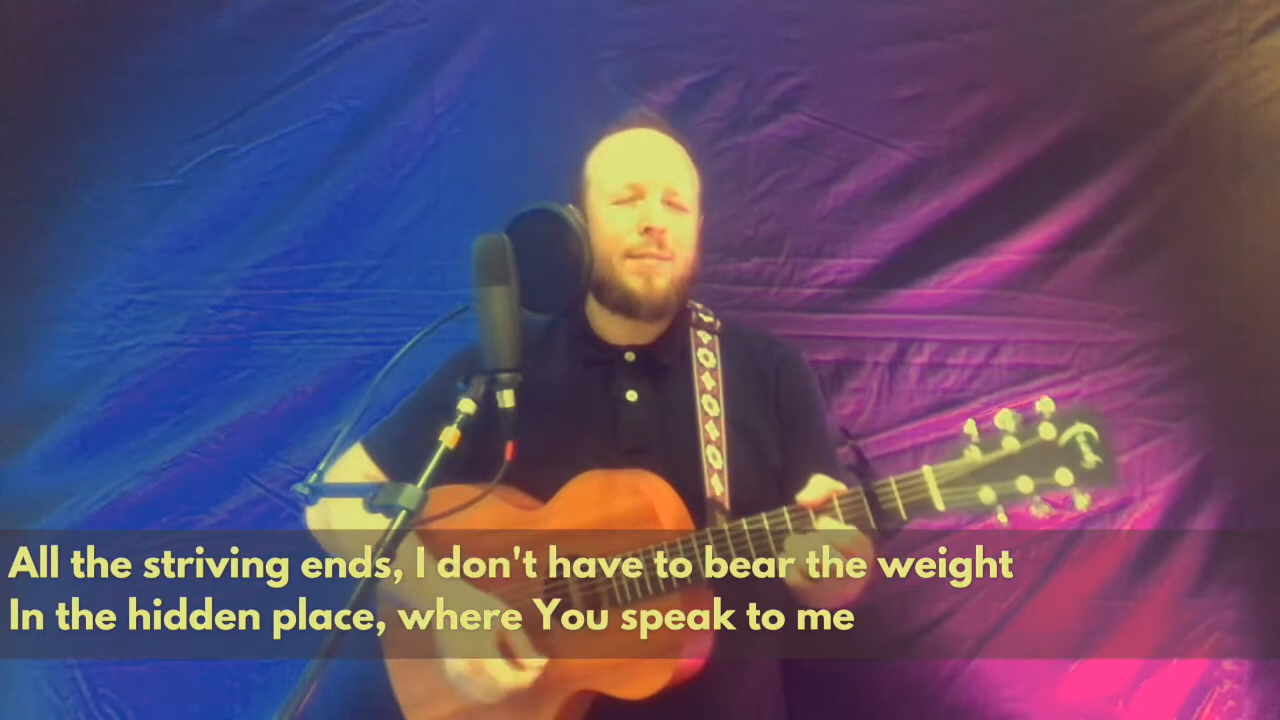 All the striving ends, I don't have to bear the weight
In the hidden place, where You speak to me